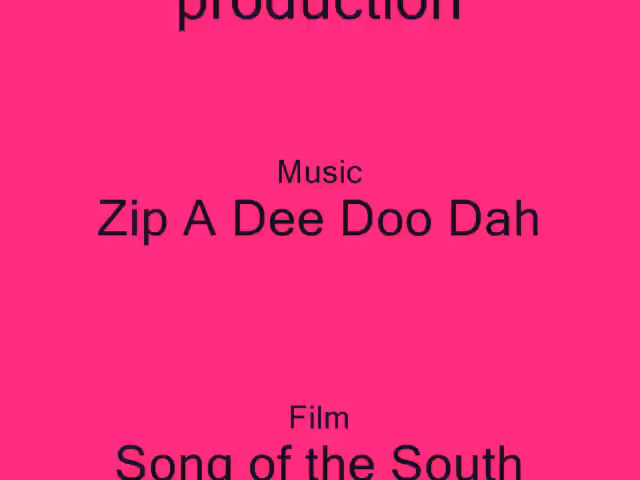 production
Music
Zip A Dee Doo Dah
Film
Song of the South